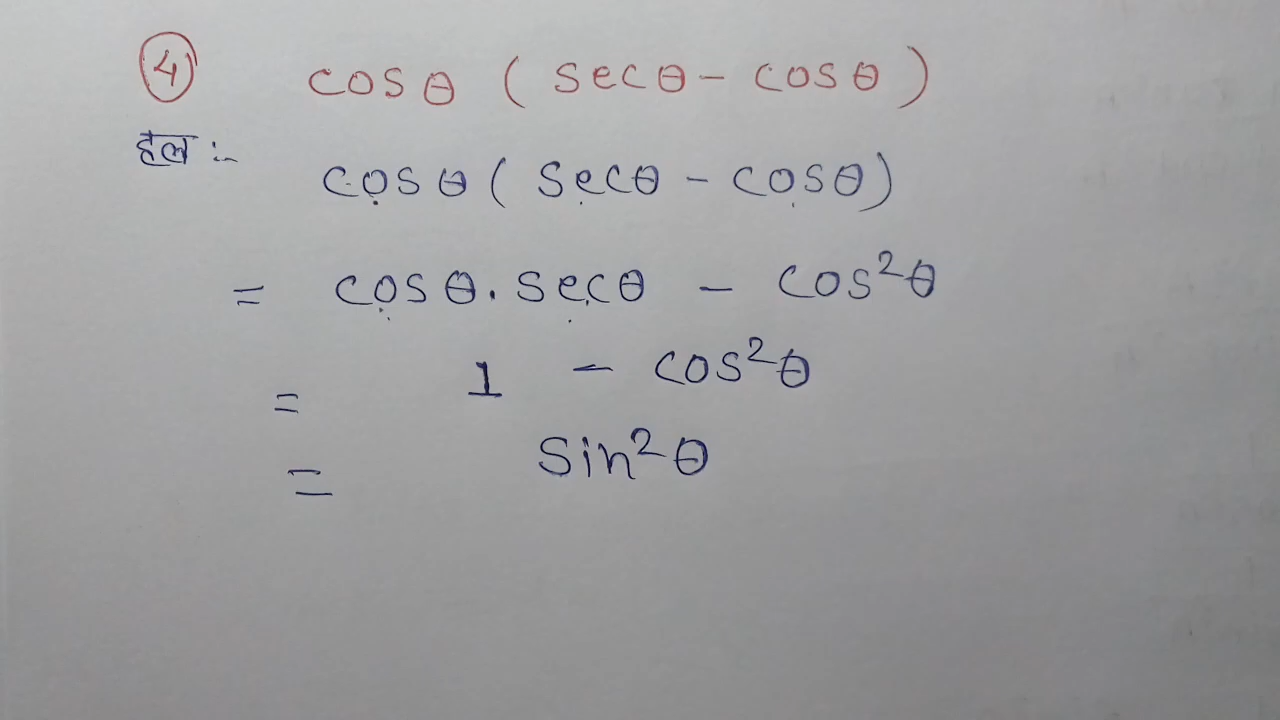 ④ cosθ ( secθ - cosθ )
हल :-
cosθ ( secθ - cosθ)
= cosθ . secθ - cos²θ
= 1 - cos²θ
= sin²θ